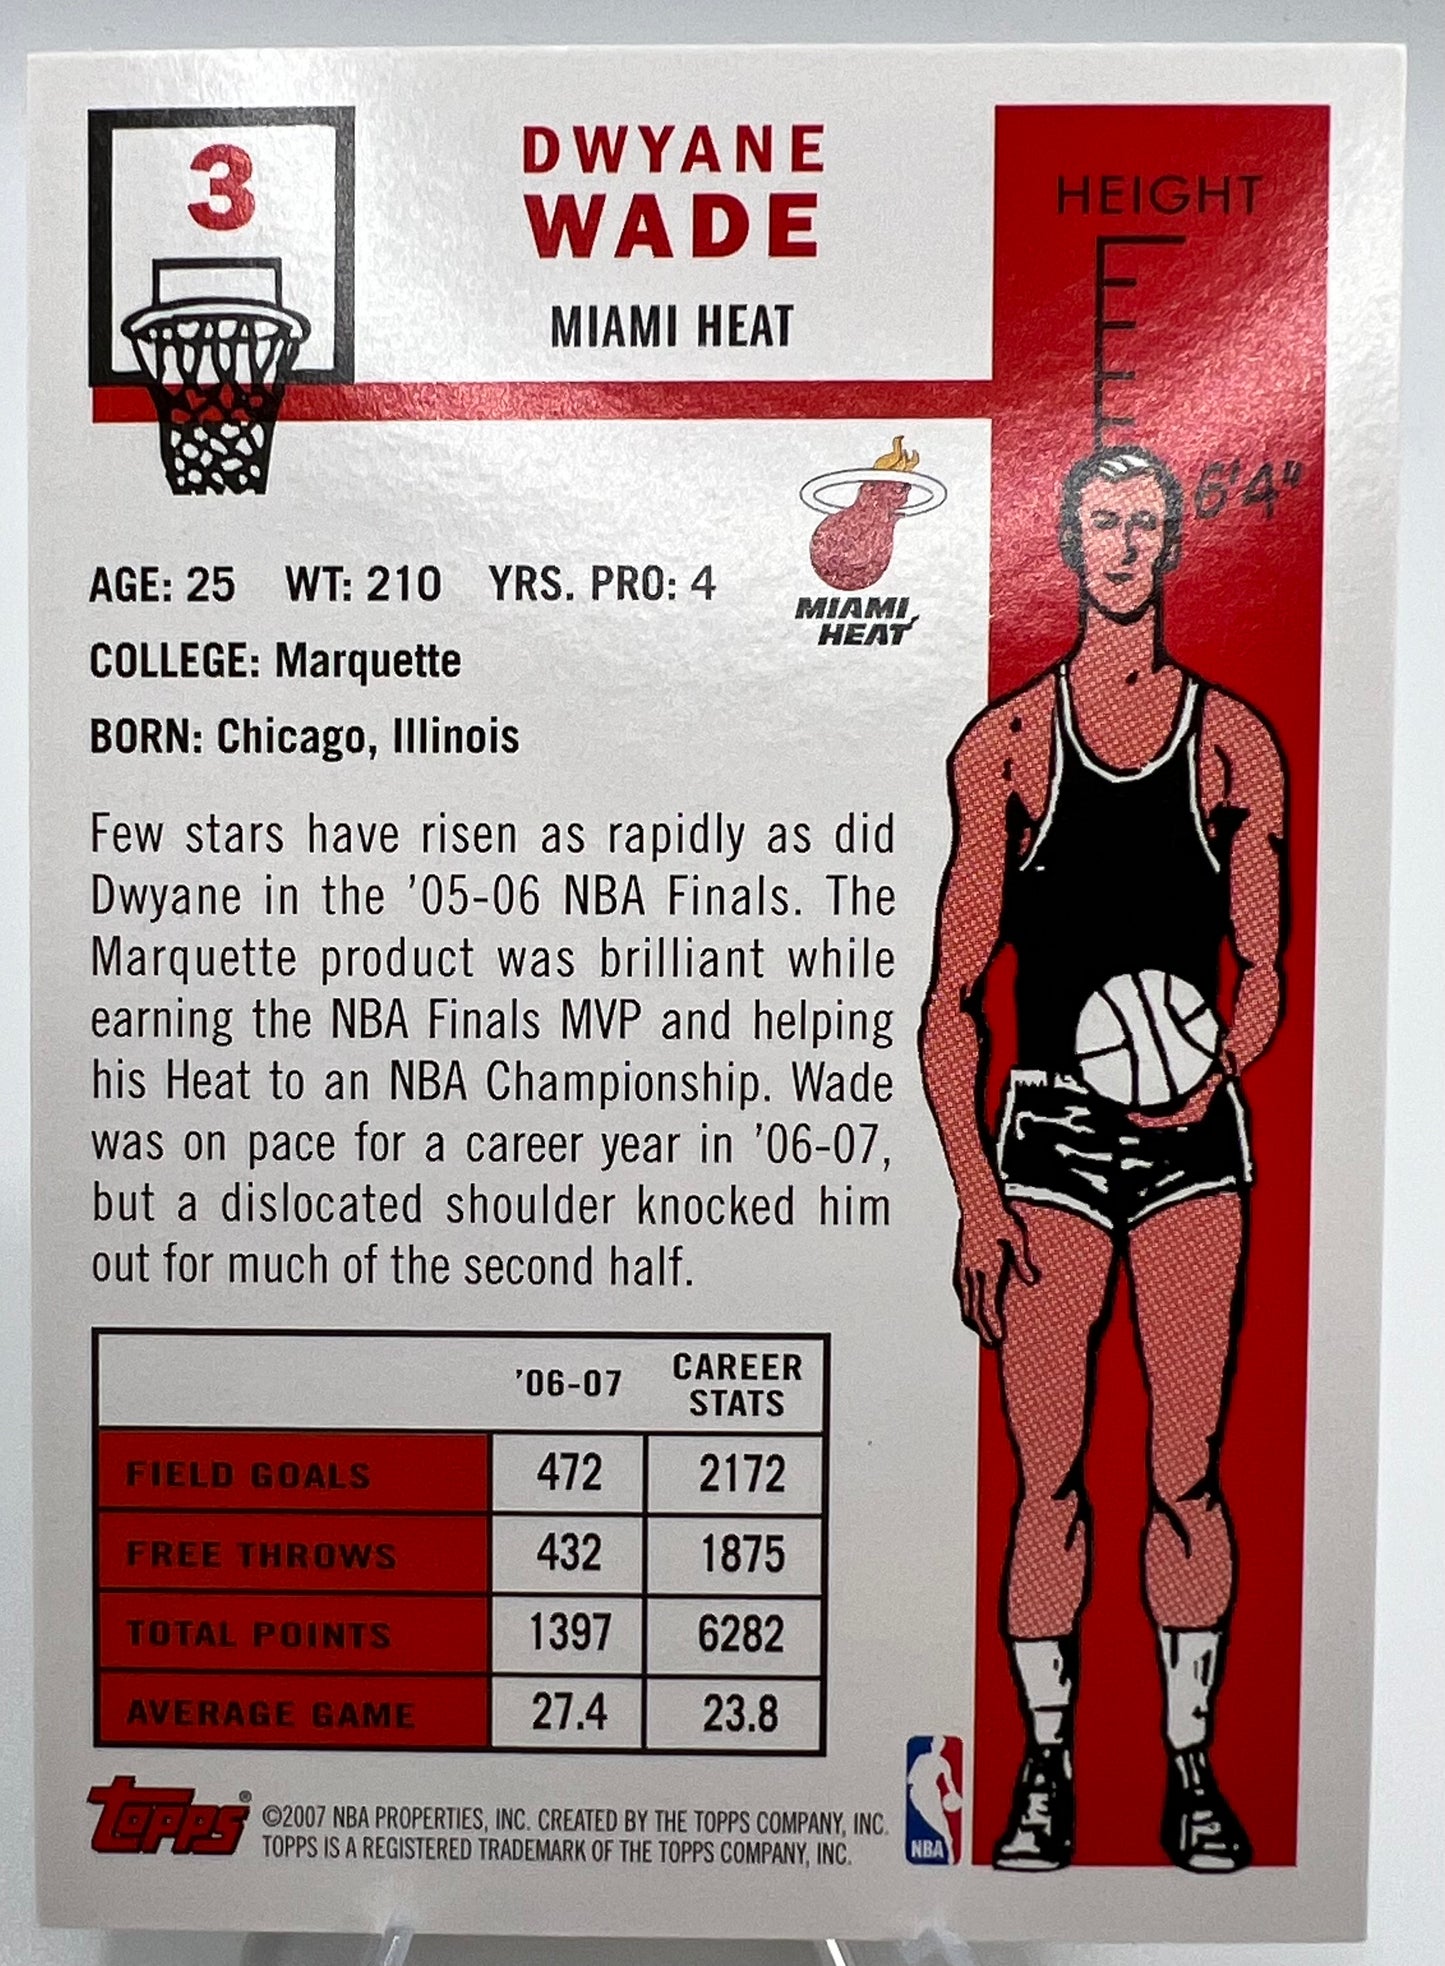 3
DWYANE
WADE
MIAMI HEAT
HEIGHT
6'4"
MIAMI
HEAT
AGE: 25 WT: 210 YRS. PRO: 4
COLLEGE: Marquette
BORN: Chicago, Illinois
Few stars have risen as rapidly as did
Dwyane in the '05-06 NBA Finals. The
Marquette product was brilliant while
earning the NBA Finals MVP and helping
his Heat to an NBA Championship. Wade
was on pace for a career year in '06-07,
but a dislocated shoulder knocked him
out for much of the second half.
'06-07 CAREER STATS
FIELD GOALS 472 2172
FREE THROWS 432 1875
TOTAL POINTS 1397 6282
AVERAGE GAME 27.4 23.8
Topps® ©2007 NBA PROPERTIES, INC. CREATED BY THE TOPPS COMPANY, INC.
TOPPS IS A REGISTERED TRADEMARK OF THE TOPPS COMPANY, INC.
NBA